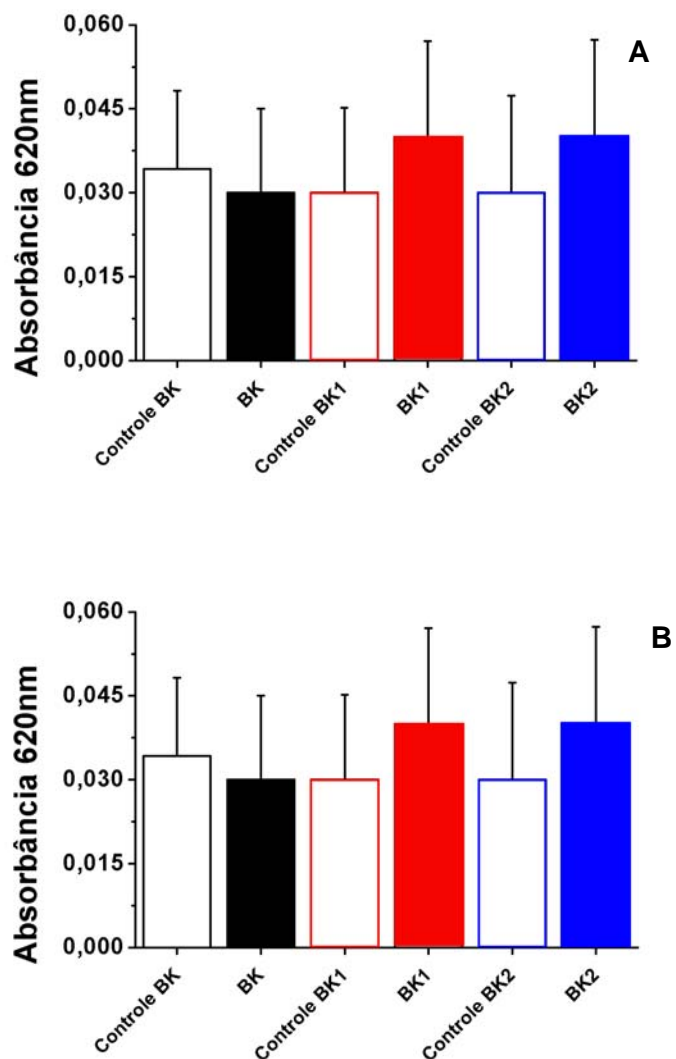 A
Absorbância 620nm
0,060
0,045
0,030
0,015
0,000
Controle BK
BK
Controle BK1
BK1
Controle BK2
BK2
B
Absorbância 620nm
0,060
0,045
0,030
0,015
0,000
Controle BK
BK
Controle BK1
BK1
Controle BK2
BK2